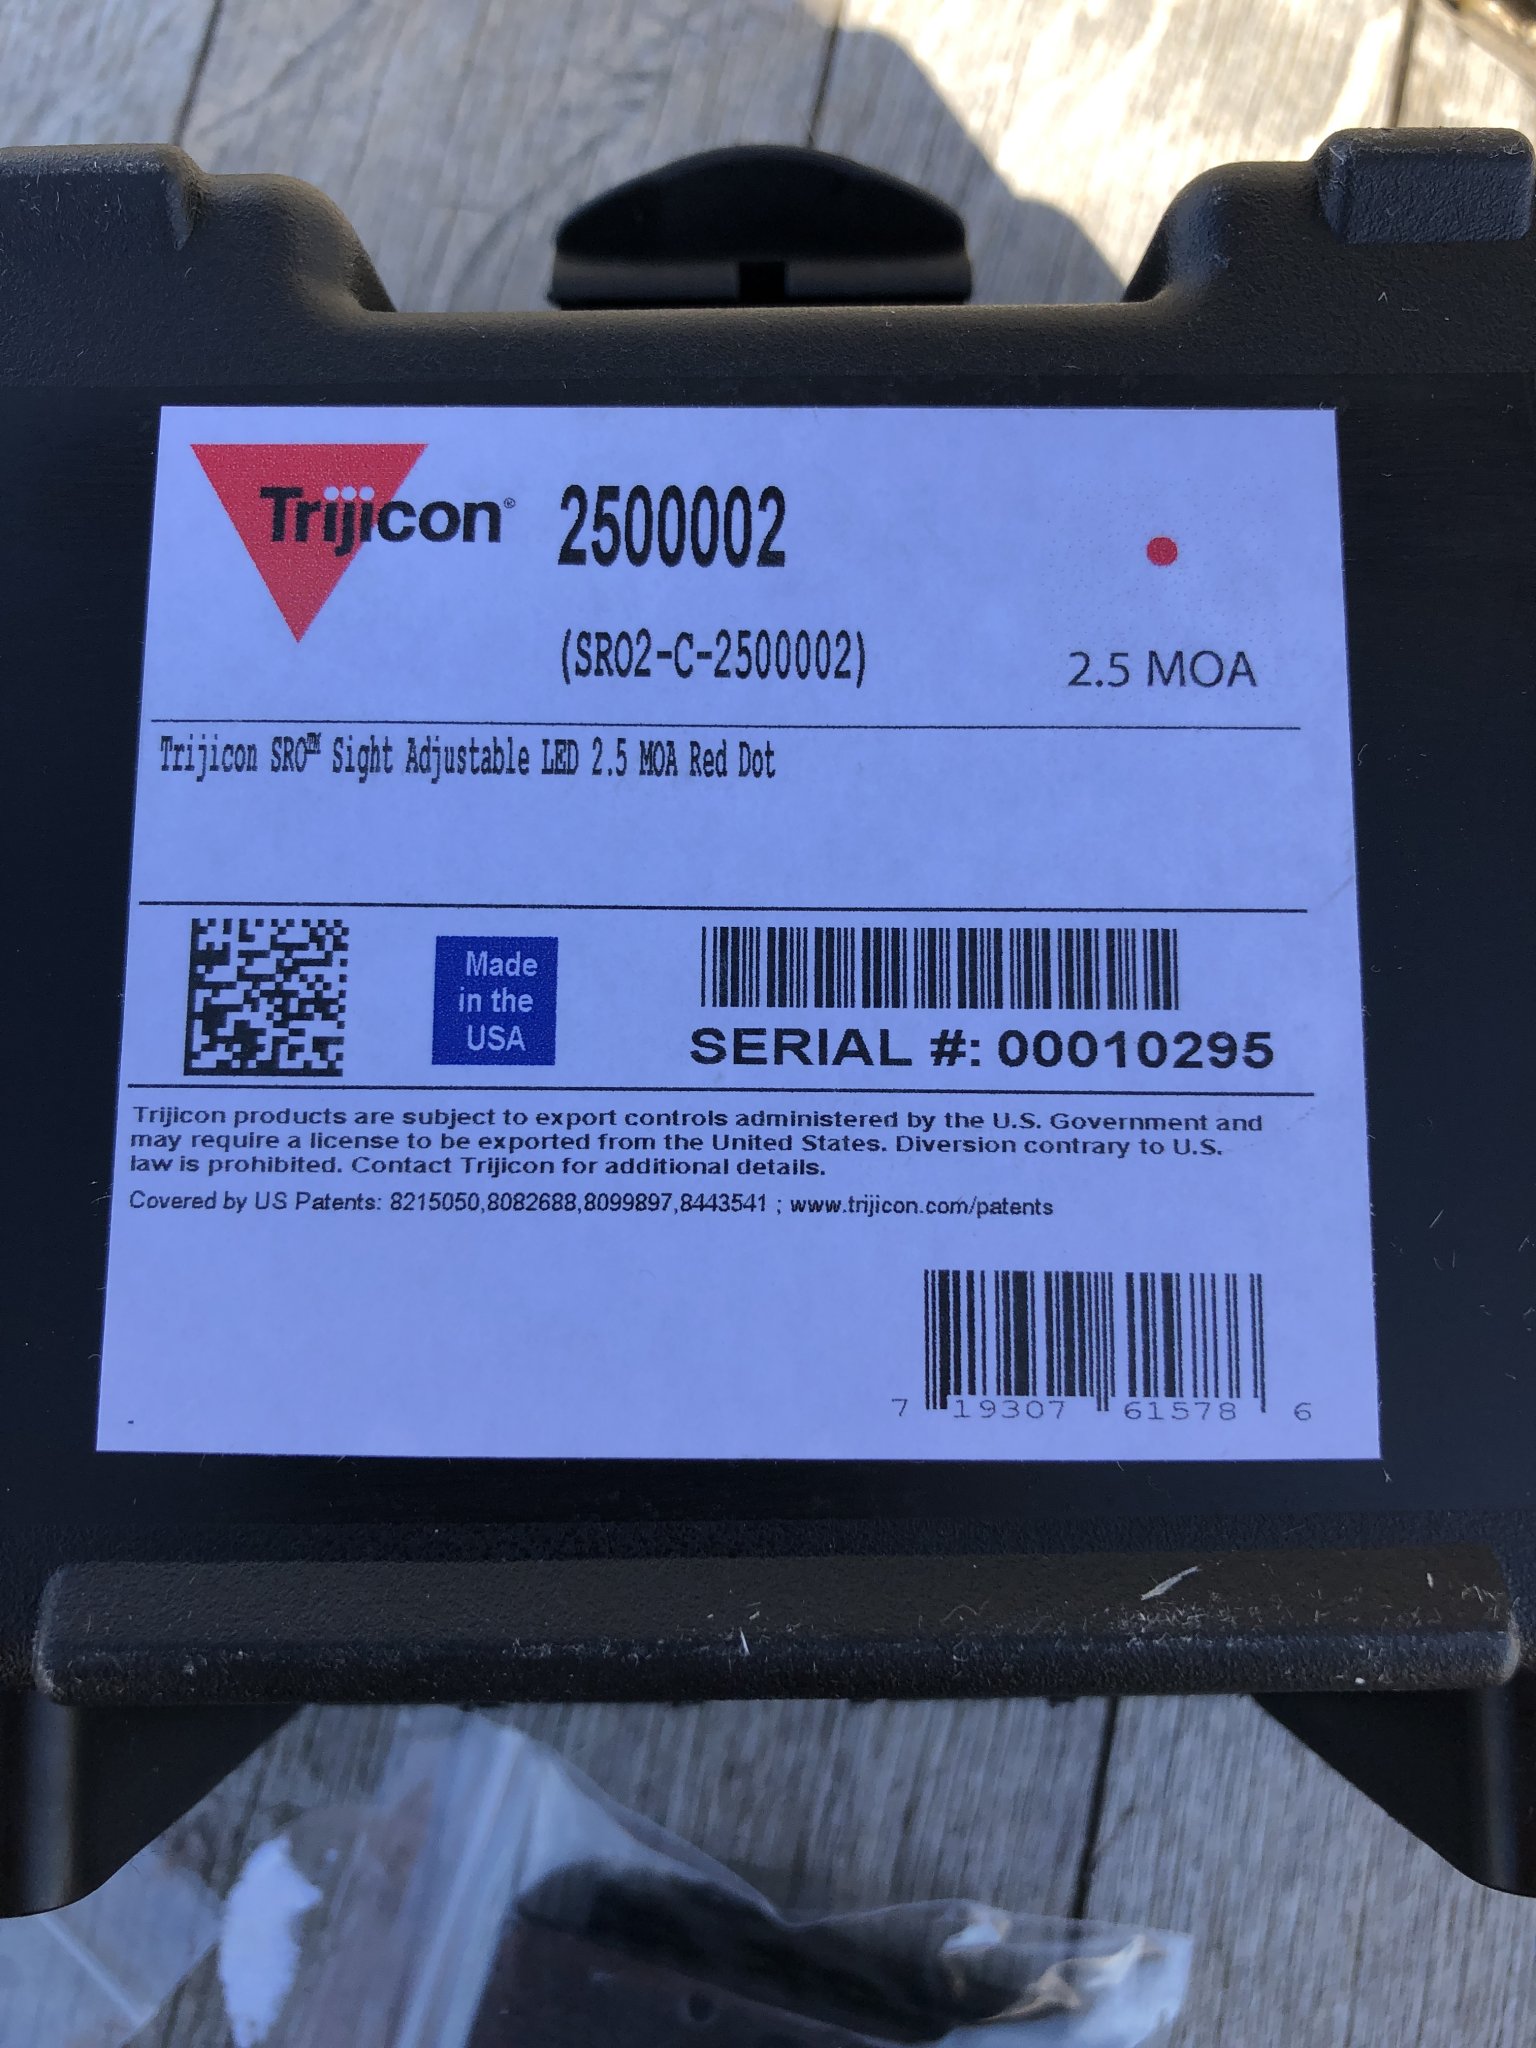 Trijicon®
2500002
(SRO2-C-2500002)
2.5 MOA
Trijicon SRO™ Sight Adjustable LED 2.5 MOA Red Dot
Made
in the
USA
SERIAL #: 00010295
Trijicon products are subject to export controls administered by the U.S. Government and
may require a license to be exported from the United States. Diversion contrary to U.S.
law is prohibited. Contact Trijicon for additional details.
Covered by US Patents: 8215050,8082688,8099897,8443541 ; www.trijicon.com/patents
7 19307 61578 6